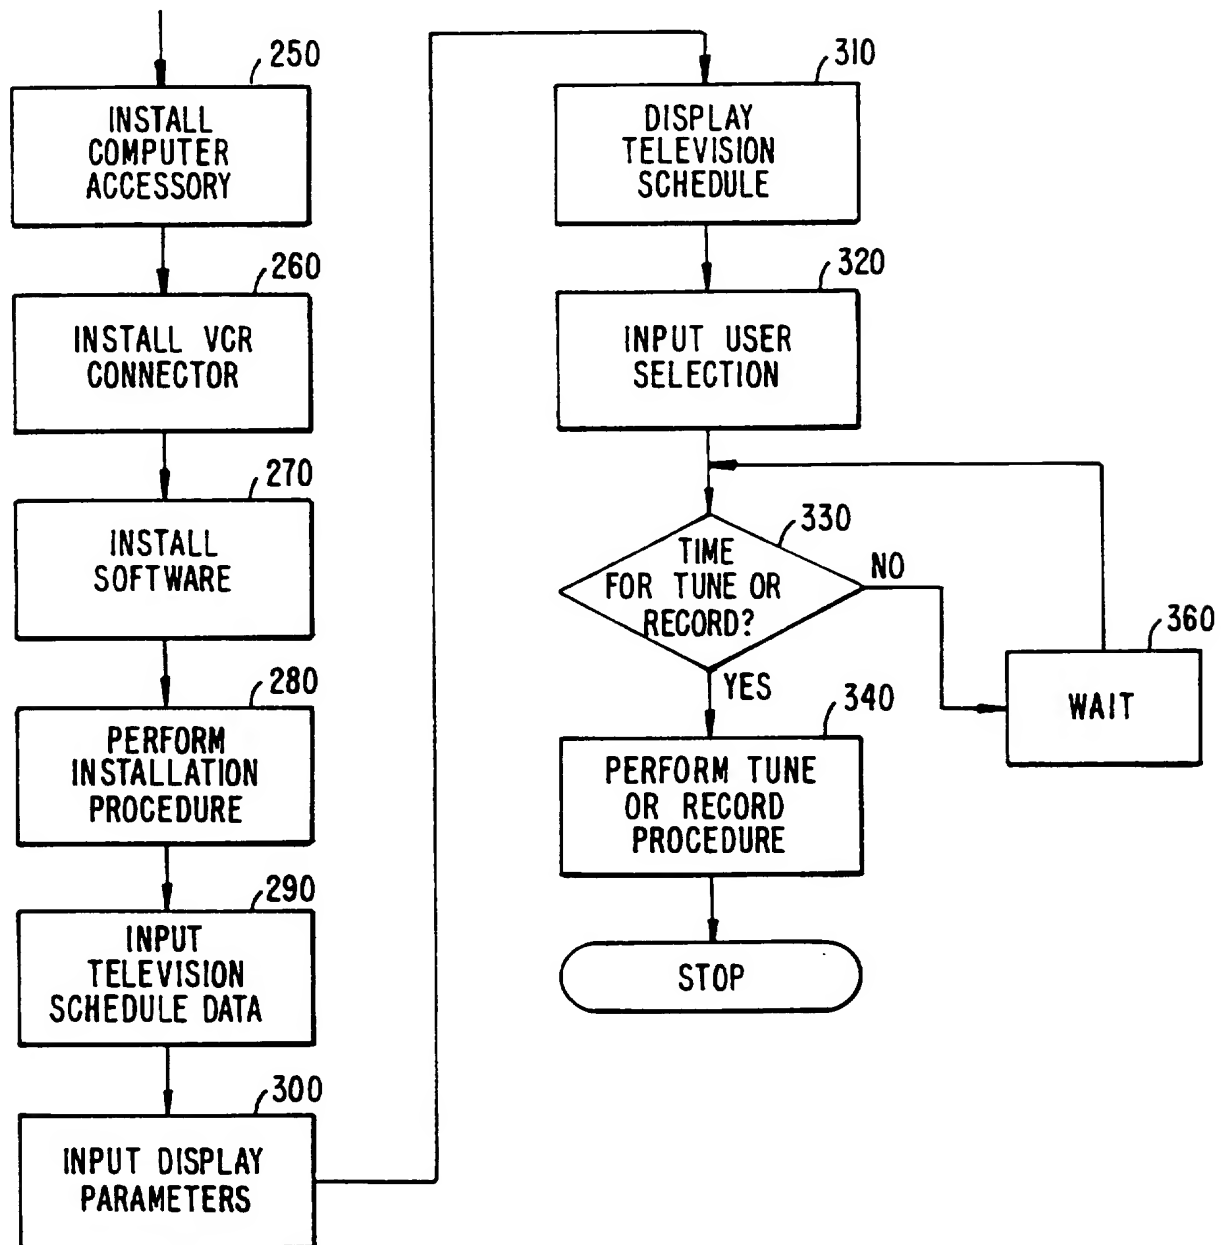 250
INSTALL
COMPUTER
ACCESSORY
260
INSTALL VCR
CONNECTOR
270
INSTALL
SOFTWARE
280
PERFORM
INSTALLATION
PROCEDURE
290
INPUT
TELEVISION
SCHEDULE DATA
300
INPUT DISPLAY
PARAMETERS
310
DISPLAY
TELEVISION
SCHEDULE
320
INPUT USER
SELECTION
330
TIME
FOR TUNE OR
RECORD?
NO
360
WAIT
YES
340
PERFORM TUNE
OR RECORD
PROCEDURE
STOP